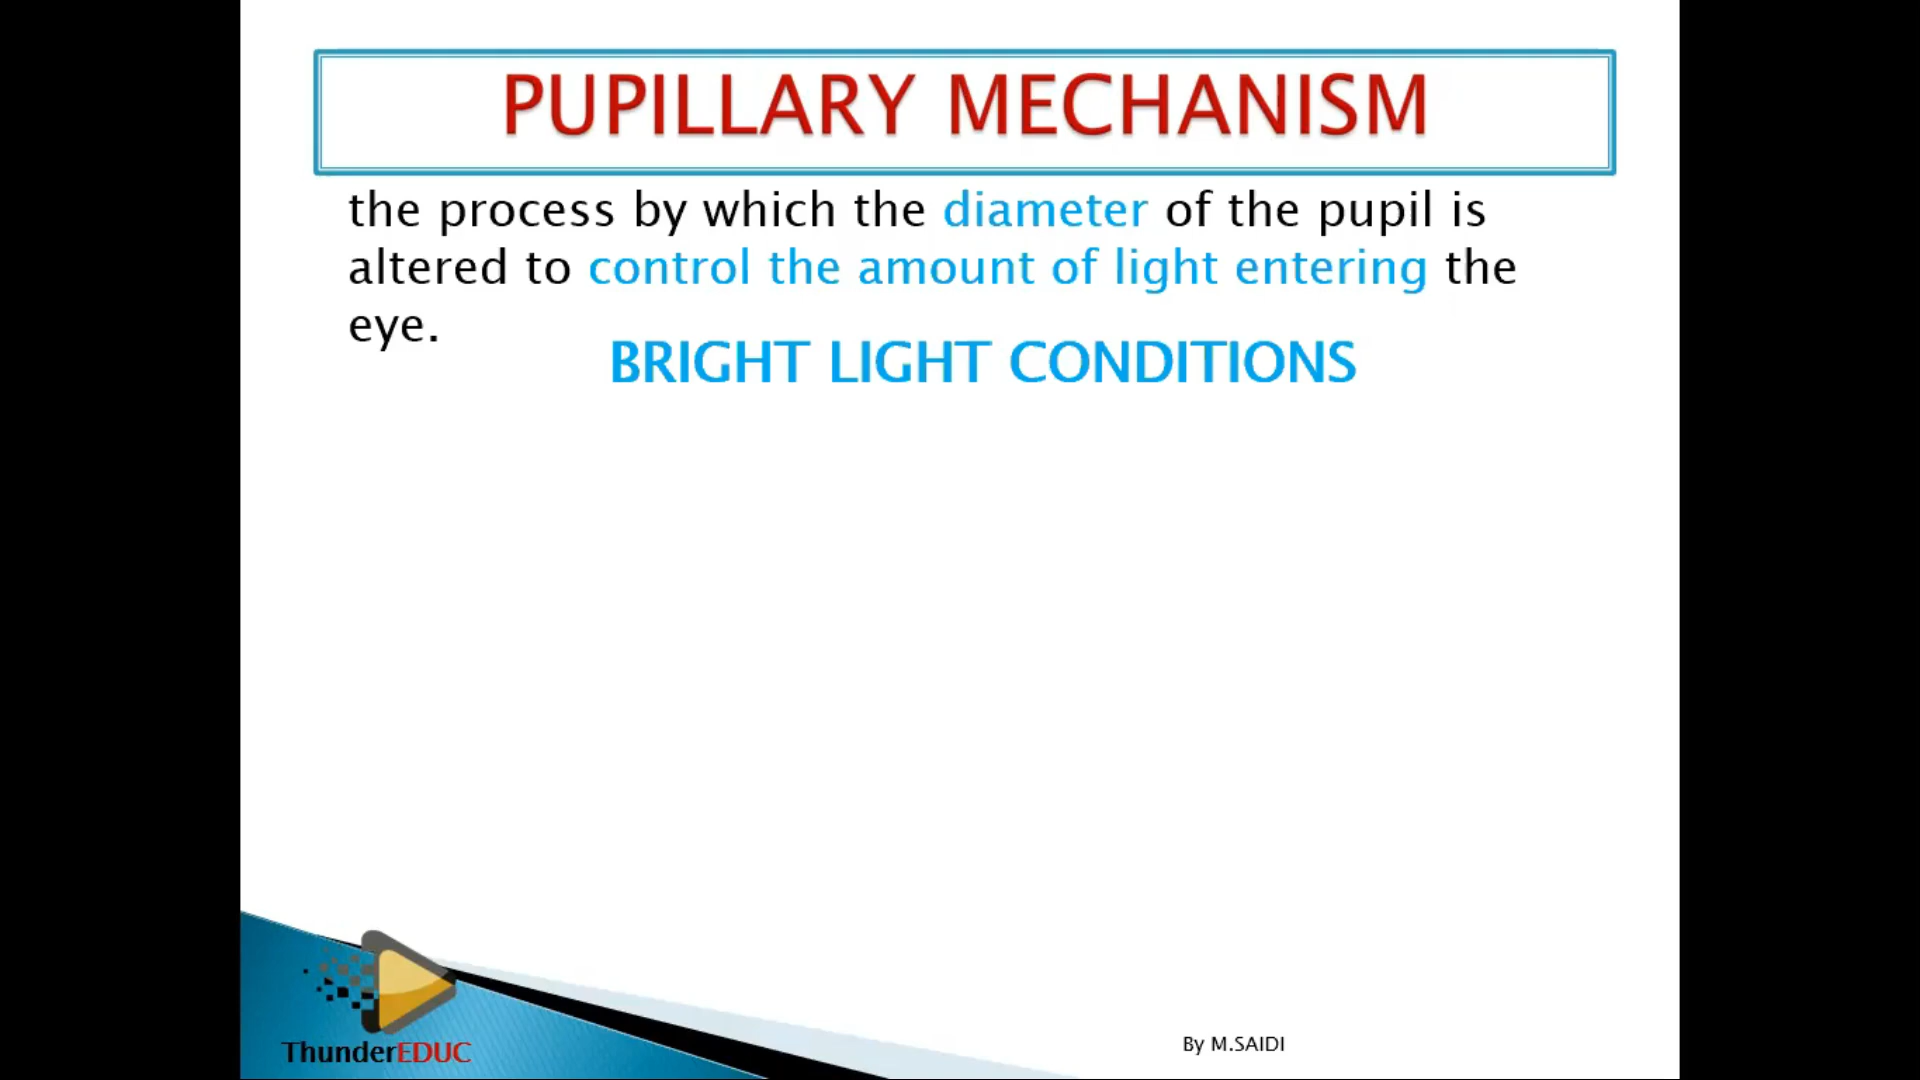 PUPILLARY MECHANISM
the process by which the diameter of the pupil is
altered to control the amount of light entering the
eye.
BRIGHT LIGHT CONDITIONS
ThunderEDUC
By M.SAIDI